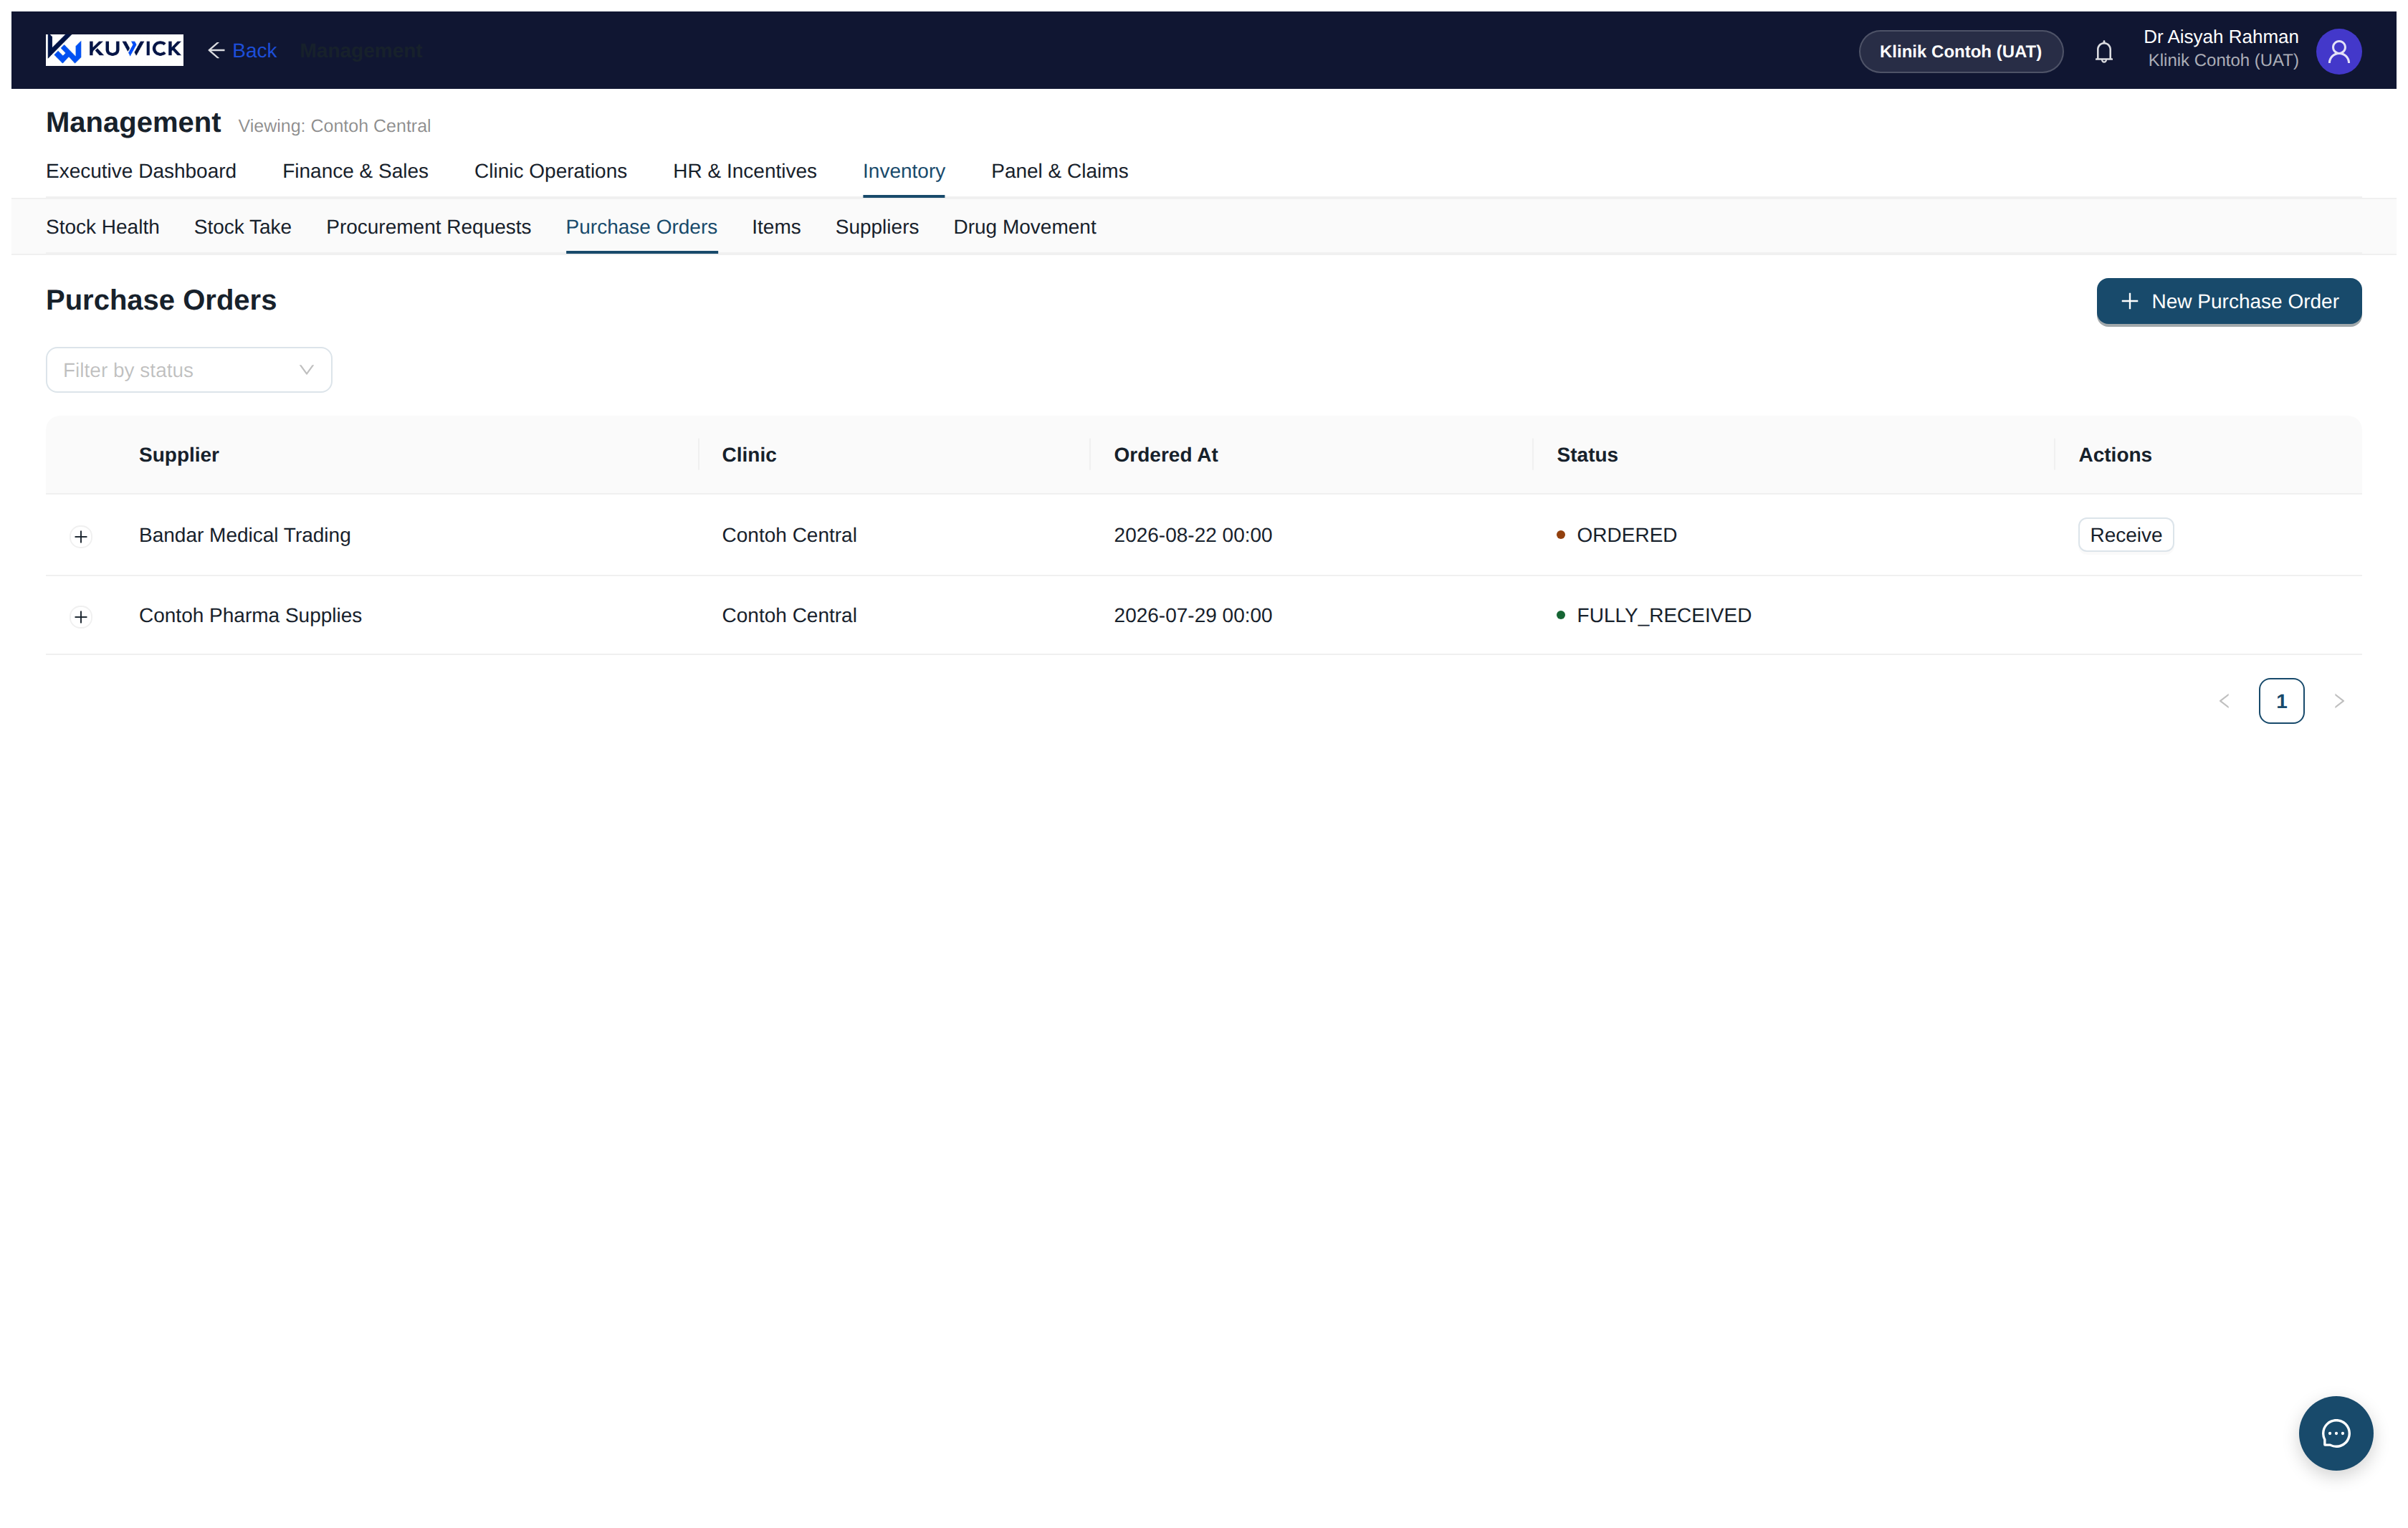 KUWICK
Back
Management
Klinik Contoh (UAT)
Dr Aisyah Rahman
Klinik Contoh (UAT)
Management
Viewing: Contoh Central
Executive Dashboard
Finance & Sales
Clinic Operations
HR & Incentives
Inventory
Panel & Claims
Stock Health
Stock Take
Procurement Requests
Purchase Orders
Items
Suppliers
Drug Movement
Purchase Orders
New Purchase Order
Filter by status
Supplier
Clinic
Ordered At
Status
Actions
Bandar Medical Trading
Contoh Central
2026-08-22 00:00
ORDERED
Receive
Contoh Pharma Supplies
Contoh Central
2026-07-29 00:00
FULLY_RECEIVED
1